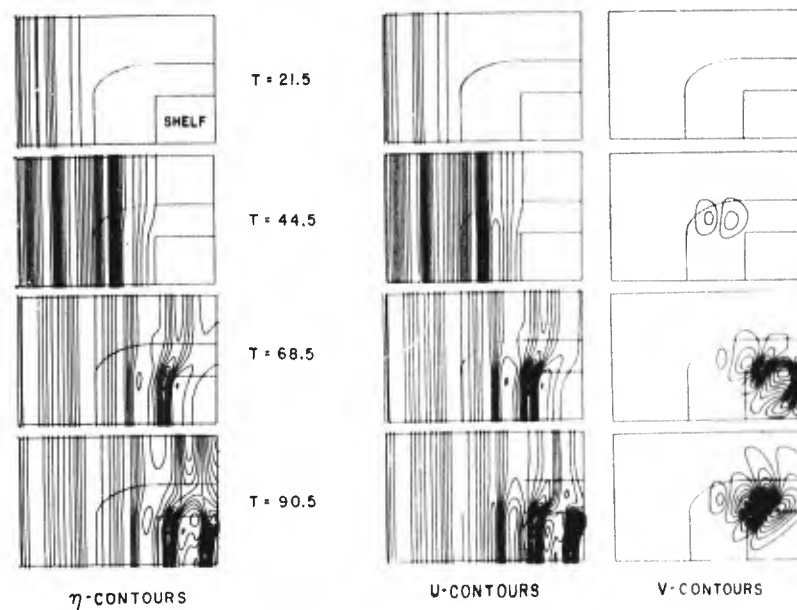 SHELF
T = 21.5
T = 44.5
T = 68.5
T = 90.5
η-CONTOURS
U-CONTOURS
V-CONTOURS